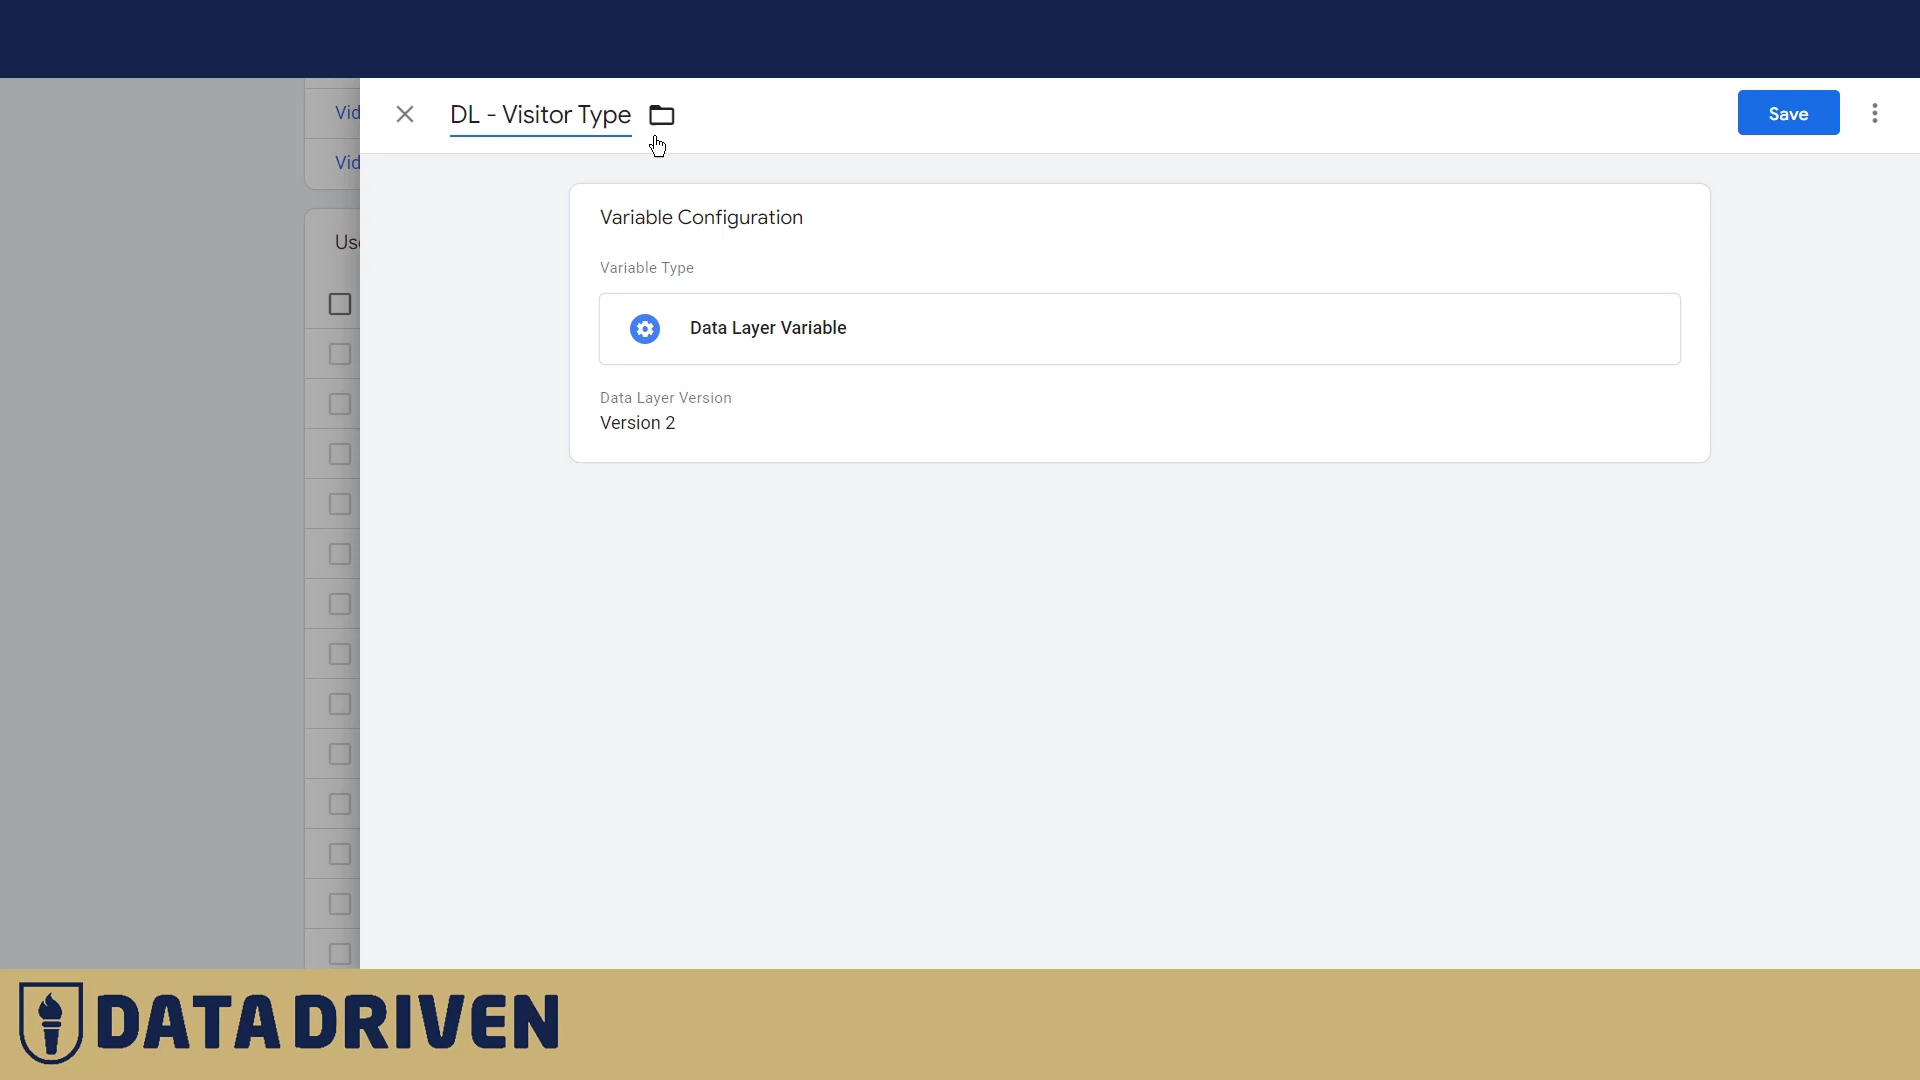 Vid
DL - Visitor Type
Save
Vid
Variable Configuration
Use
Variable Type
Data Layer Variable
Data Layer Version
Version 2
DATA DRIVEN